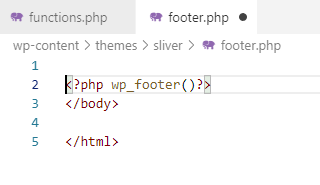 functions.php footer.php
wp-content > themes > sliver > footer.php
1
2 <?php wp_footer()?>
3 </body>
4
5 </html>